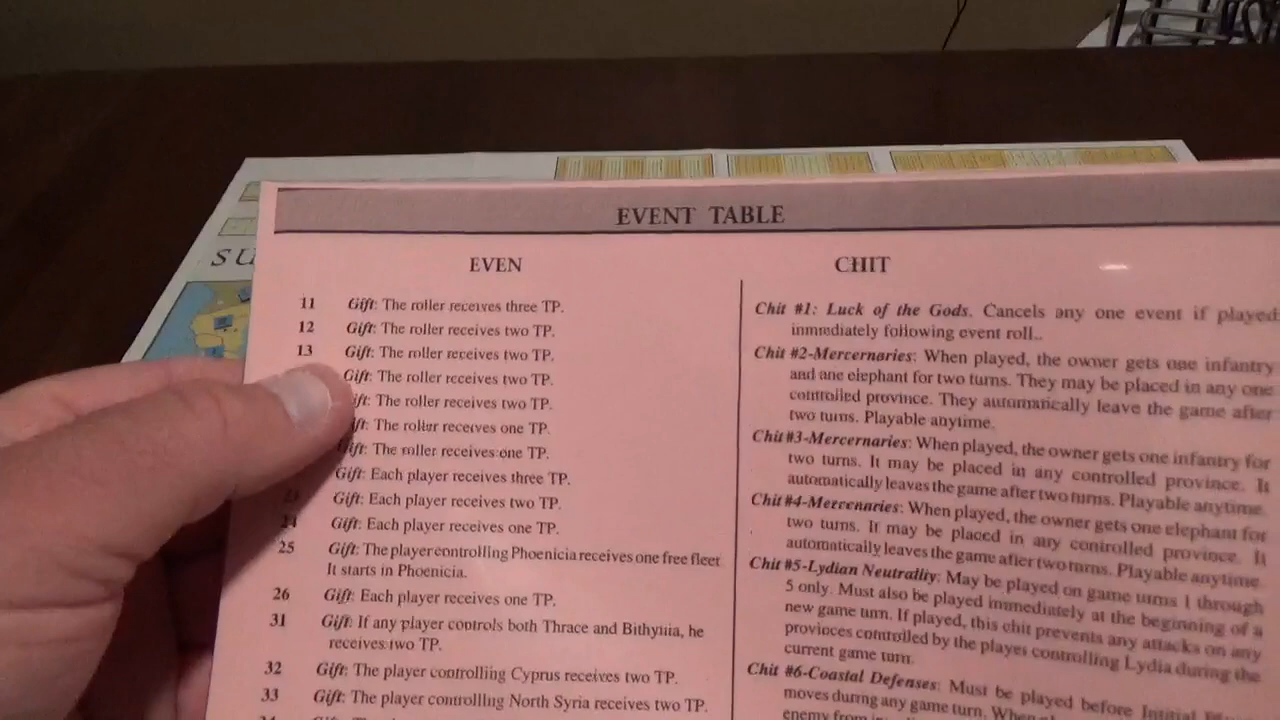 SU
EVENT TABLE
EVEN
11 Gift: The roller receives three TP.
12 Gift: The roller receives two TP.
13 Gift: The roller receives two TP.
Gift: The roller receives two TP.
ift: The roller receives two TP.
ift: The roller receives one TP.
Gift: The roller receives one TP.
Gift: Each player receives three TP.
23 Gift: Each player receives two TP.
24 Gift: Each player receives one TP.
25 Gift: The player controlling Phoenicia receives one free fleet
It starts in Phoenicia.
26 Gift: Each player receives one TP.
31 Gift: If any player controls both Thrace and Bithynia, he
receives two TP.
32 Gift: The player controlling Cyprus receives two TP.
33 Gift: The player controlling North Syria receives two TP.
CHIT
Chit #1: Luck of the Gods. Cancels any one event if played
immediately following event roll..
Chit #2-Mercernaries: When played, the owner gets one infantry
and one elephant for two turns. They may be placed in any one
controlled province. They automatically leave the game after
two turns. Playable anytime.
Chit #3-Mercernaries: When played, the owner gets one infantry for
two turns. It may be placed in any controlled province. It
automatically leaves the game after two turns. Playable anytime.
Chit #4-Mercenaries: When played, the owner gets one elephant for
two turns. It may be placed in any controlled province. It
automatically leaves the game after two turns. Playable anytime.
Chit #5-Lydian Neutrality: May be played on game turns 1 through
5 only. Must also be played immediately at the beginning of a
new game turn. If played, this chit prevents any attacks on any
provinces controlled by the player controlling Lydia during the
current game turn.
Chit #6-Coastal Defenses: Must be played before Initial
moves during any game turn. When
enemy from